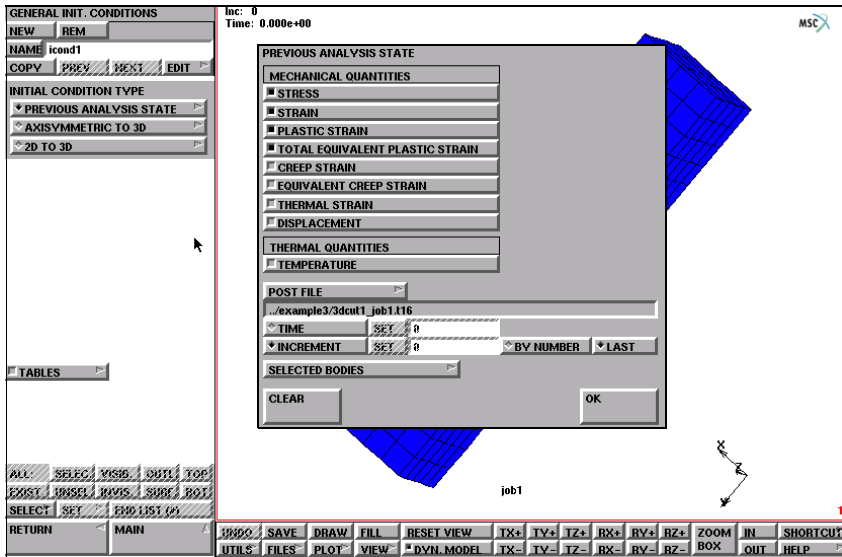 GENERAL INIT. CONDITIONS
NEW REM
NAME icond1
COPY PREV NEXT EDIT
INITIAL CONDITION TYPE
PREVIOUS ANALYSIS STATE
AXISYMMETRIC TO 3D
2D TO 3D
TABLES
ALL: SELEC. VISIB. OUTL. TOP
EXIST. UNSEL. INVIS. SURF. BOT.
SELECT SET END LIST (#)
RETURN MAIN
Inc: 0
Time: 0.000e+00
MSC
PREVIOUS ANALYSIS STATE
MECHANICAL QUANTITIES
STRESS
STRAIN
PLASTIC STRAIN
TOTAL EQUIVALENT PLASTIC STRAIN
CREEP STRAIN
EQUIVALENT CREEP STRAIN
THERMAL STRAIN
DISPLACEMENT
THERMAL QUANTITIES
TEMPERATURE
POST FILE
../example3/3dcut1_job1.t16
TIME SET 0
INCREMENT SET 0 BY NUMBER LAST
SELECTED BODIES
CLEAR OK
X
Z
Y
job1
1
UNDO SAVE DRAW FILL RESET VIEW TX+ TY+ TZ+ RX+ RY+ RZ+ ZOOM BOX IN SHORTCUT
UTILS FILES PLOT VIEW DYN. MODEL TX- TY- TZ- RX- RY- RZ- OUT HELP